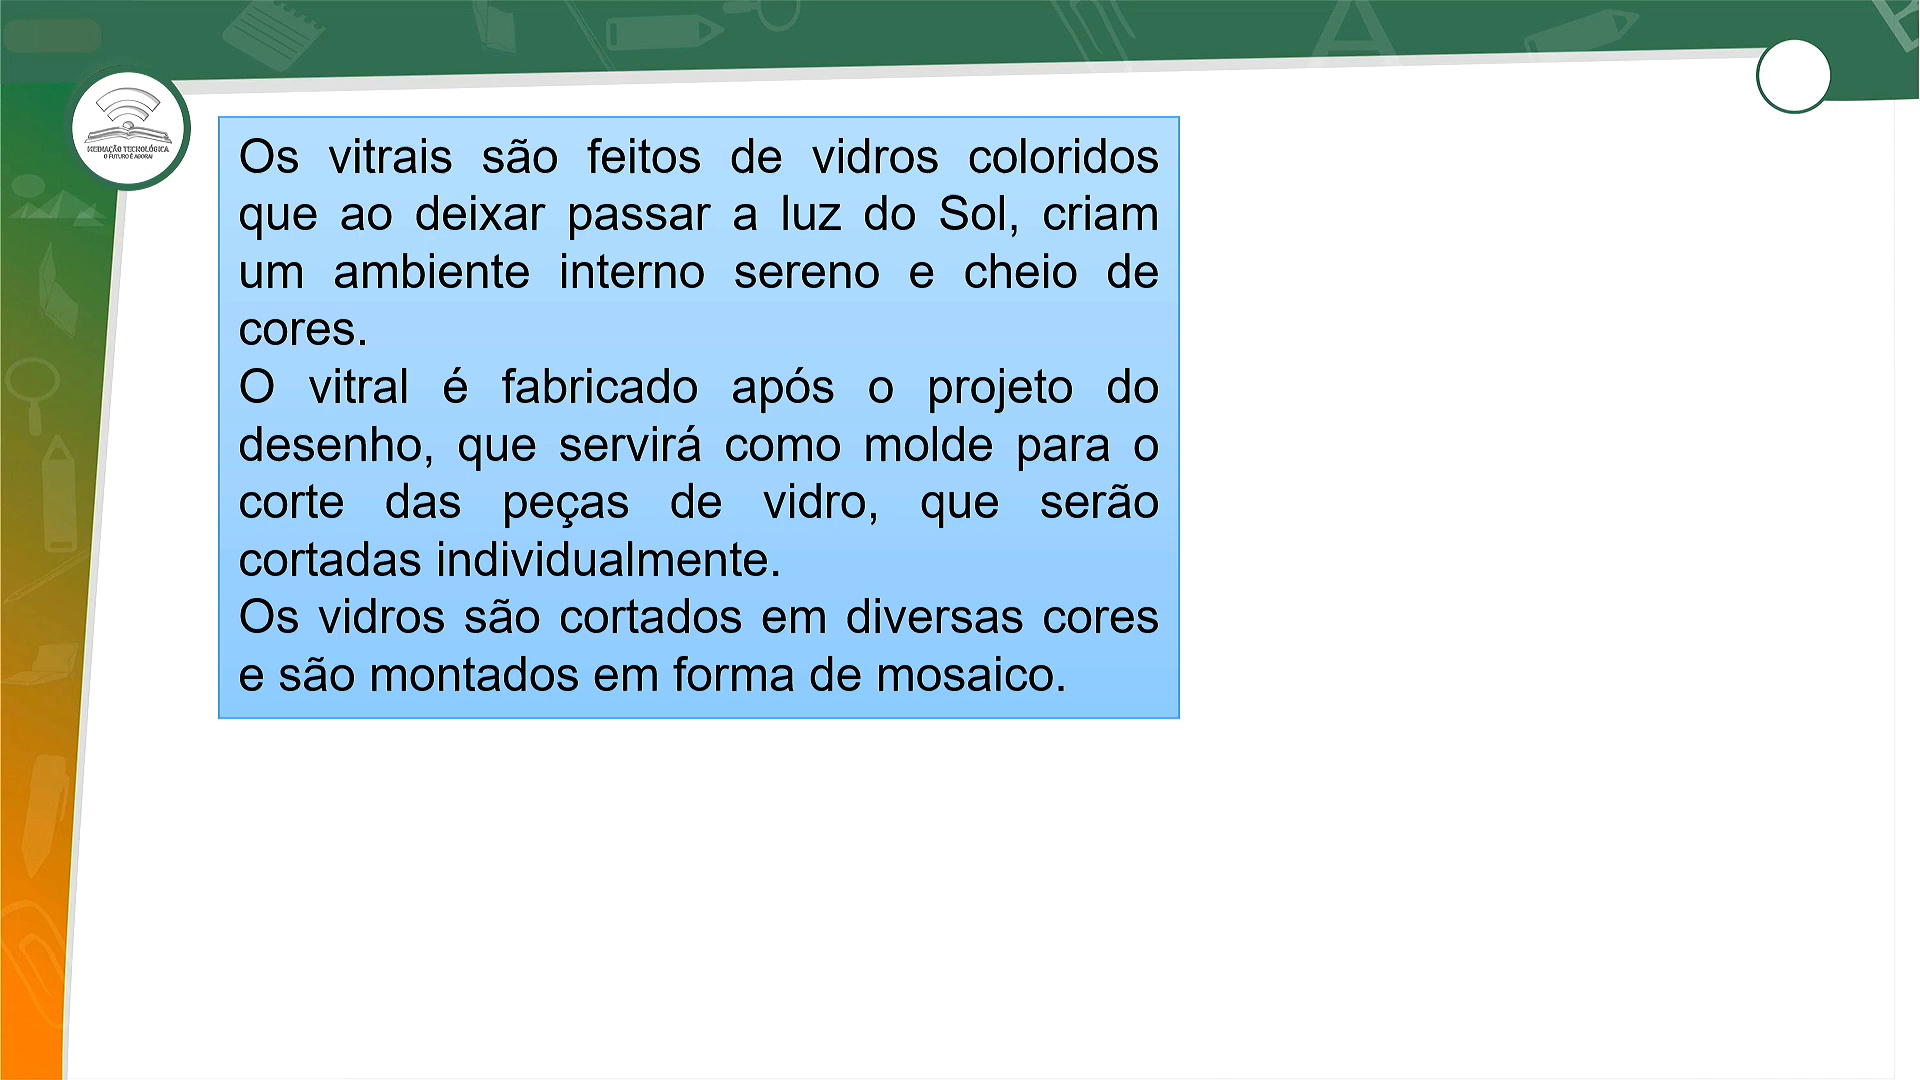 MEDIAÇÃO TECNOLÓGICA
O FUTURO É AGORA!
Os vitrais são feitos de vidros coloridos
que ao deixar passar a luz do Sol, criam
um ambiente interno sereno e cheio de
cores.
O vitral é fabricado após o projeto do
desenho, que servirá como molde para o
corte das peças de vidro, que serão
cortadas individualmente.
Os vidros são cortados em diversas cores
e são montados em forma de mosaico.